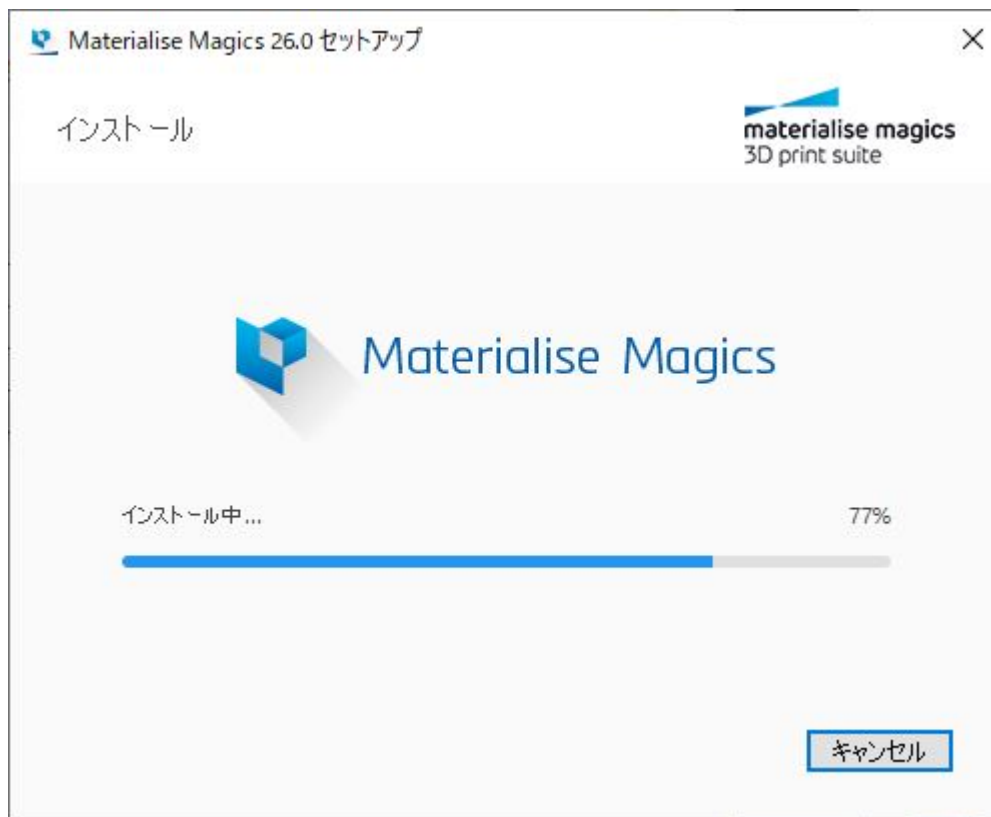 Materialise Magics 26.0 セットアップ
インストール
materialise magics
3D print suite
Materialise Magics
インストール中... 77%
キャンセル